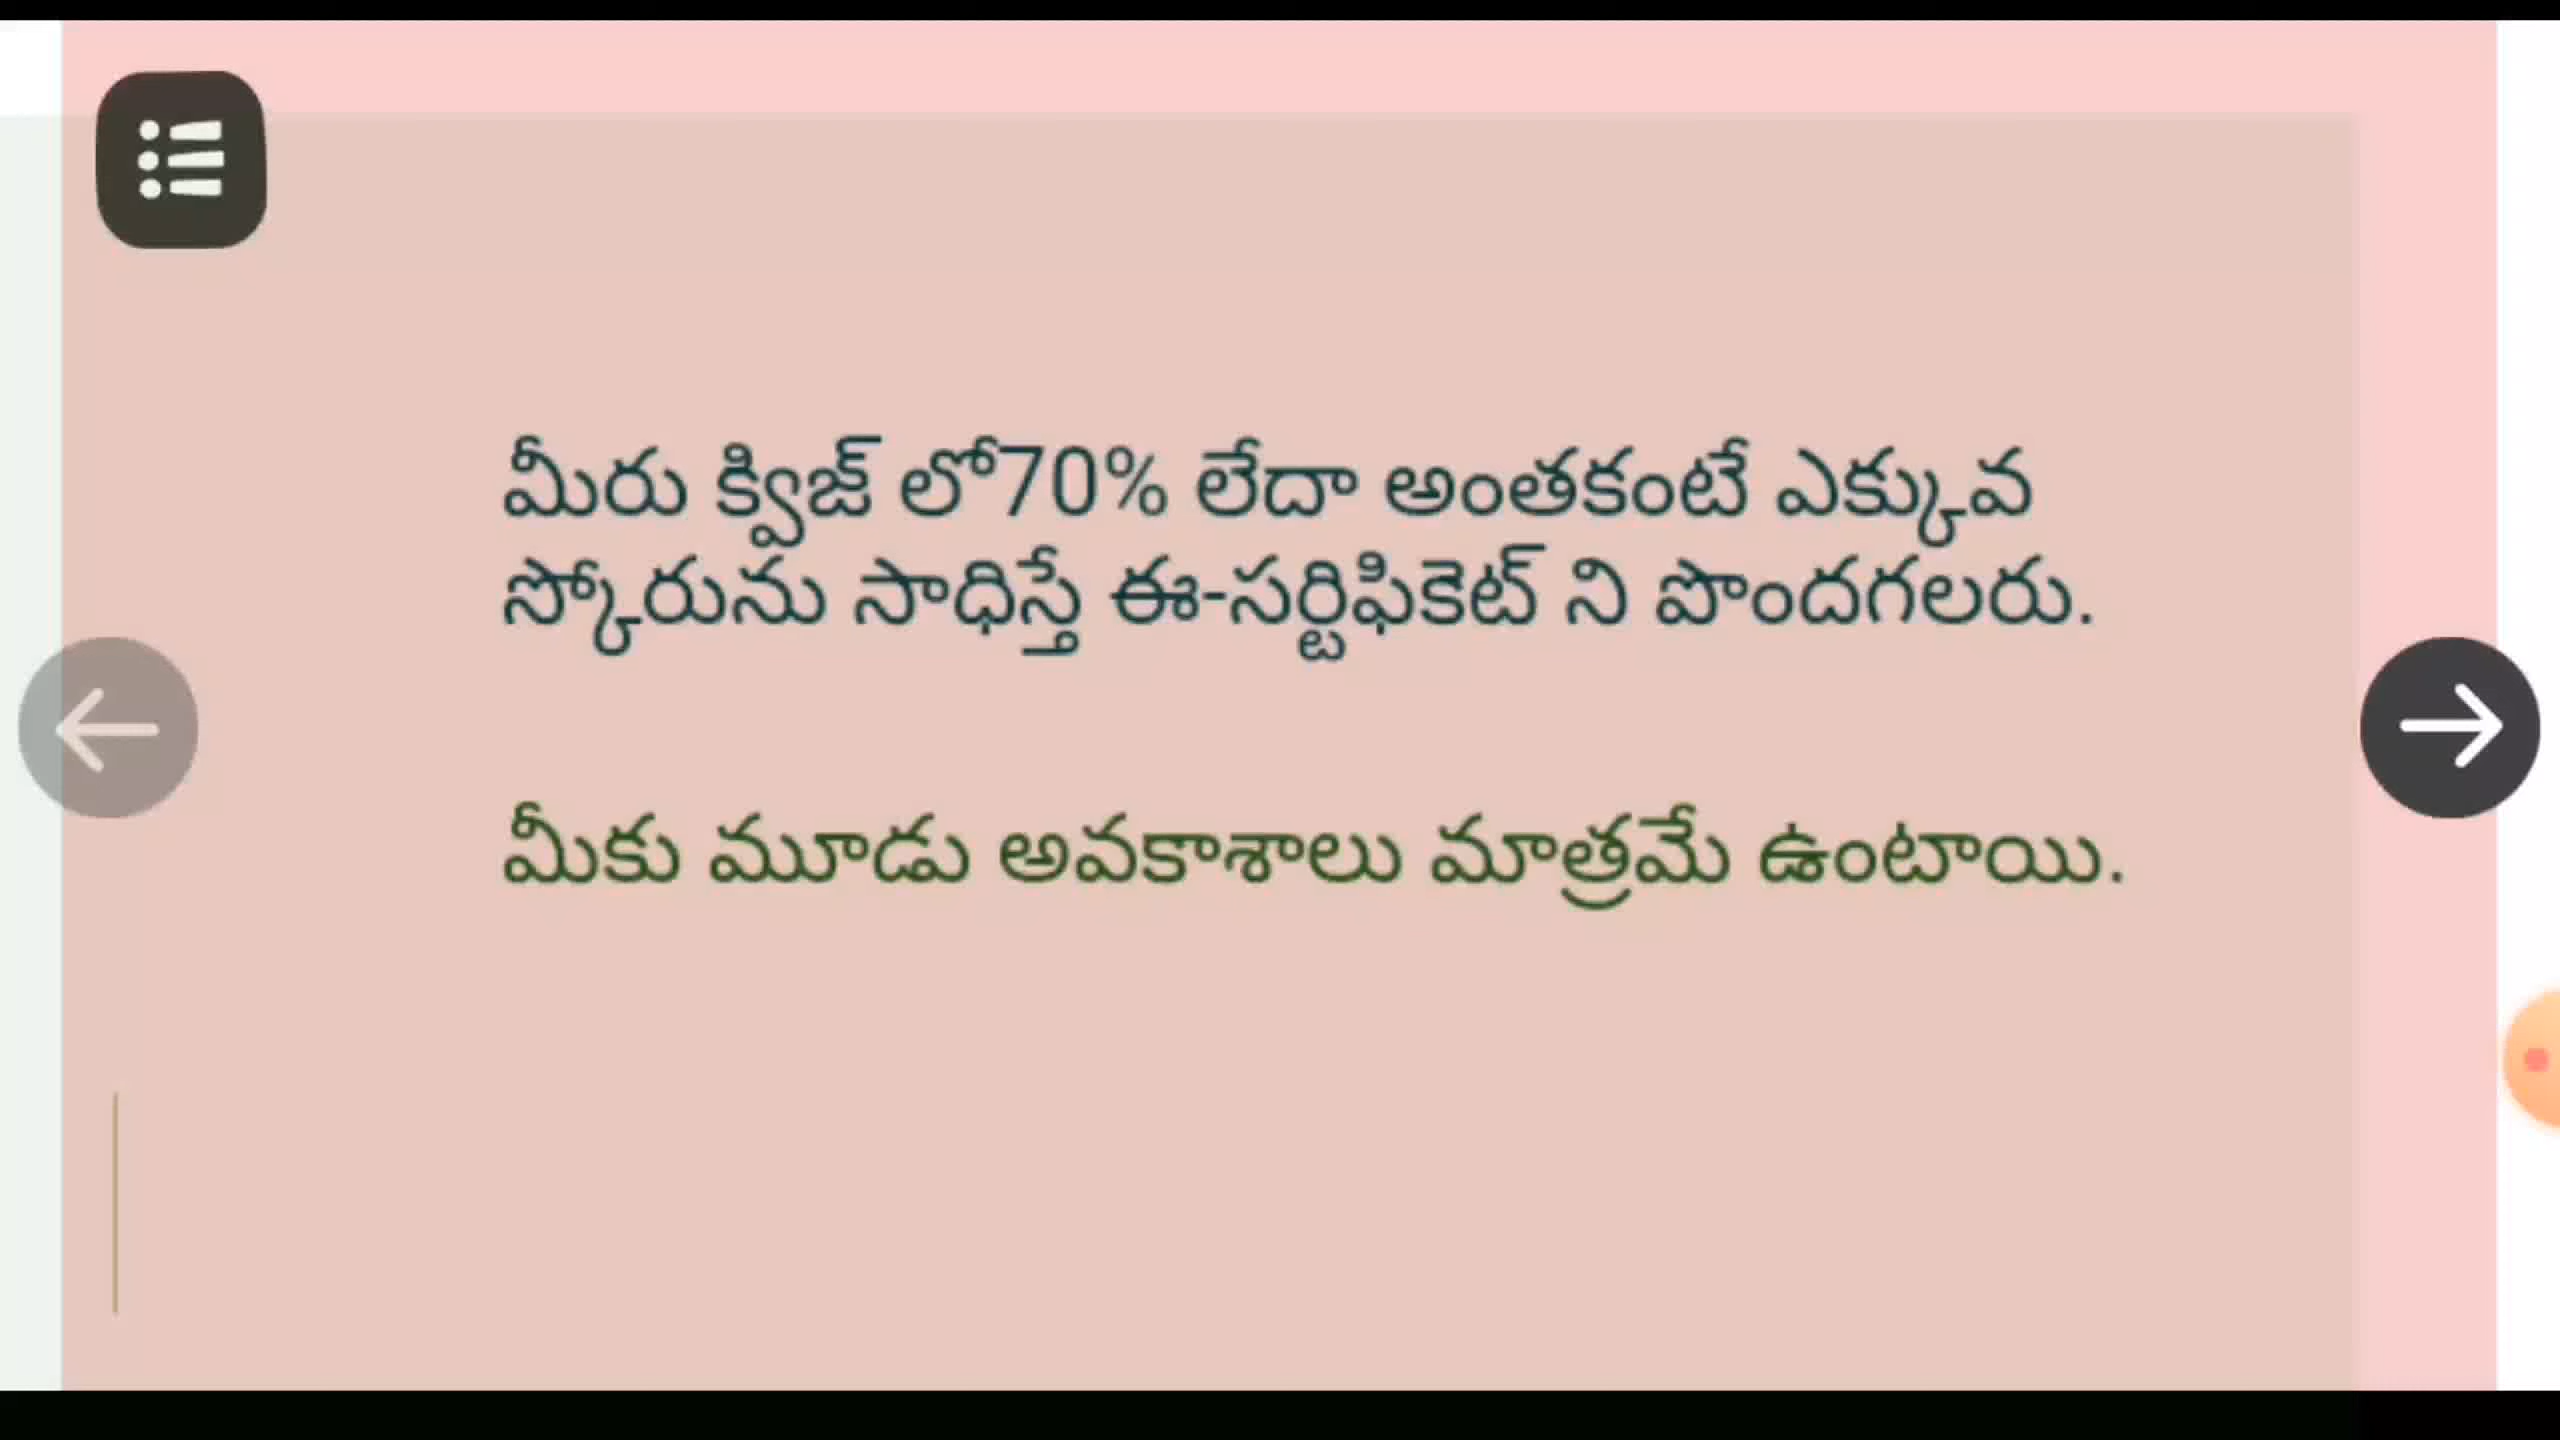 మీరు క్విజ్ లో70% లేదా అంతకంటే ఎక్కువ
స్కోరును సాధిస్తే ఈ-సర్టిఫికెట్ ని పొందగలరు.
మీకు మూడు అవకాశాలు మాత్రమే ఉంటాయి.